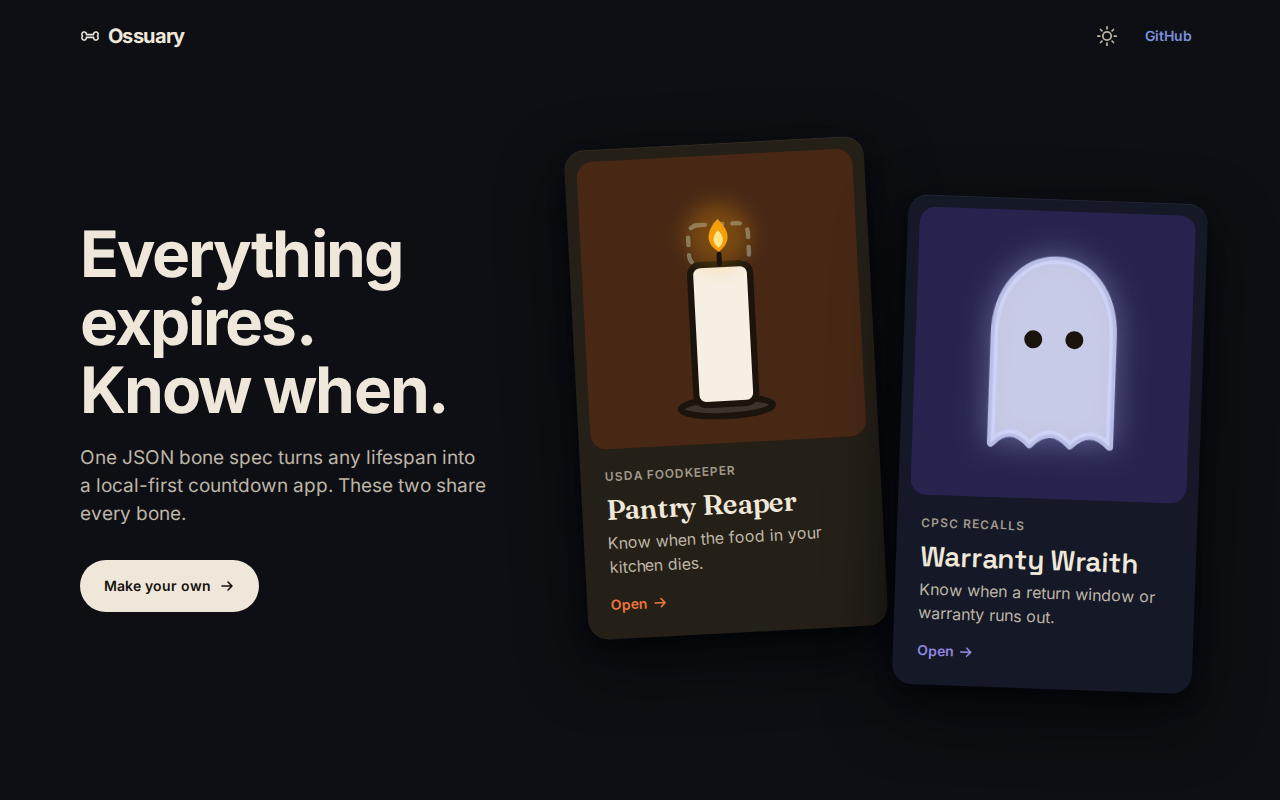 Ossuary
GitHub
Everything
expires.
Know when.
One JSON bone spec turns any lifespan into
a local-first countdown app. These two share
every bone.
Make your own →
USDA FOODKEEPER
Pantry Reaper
Know when the food in your
kitchen dies.
Open →
CPSC RECALLS
Warranty Wraith
Know when a return window or
warranty runs out.
Open →